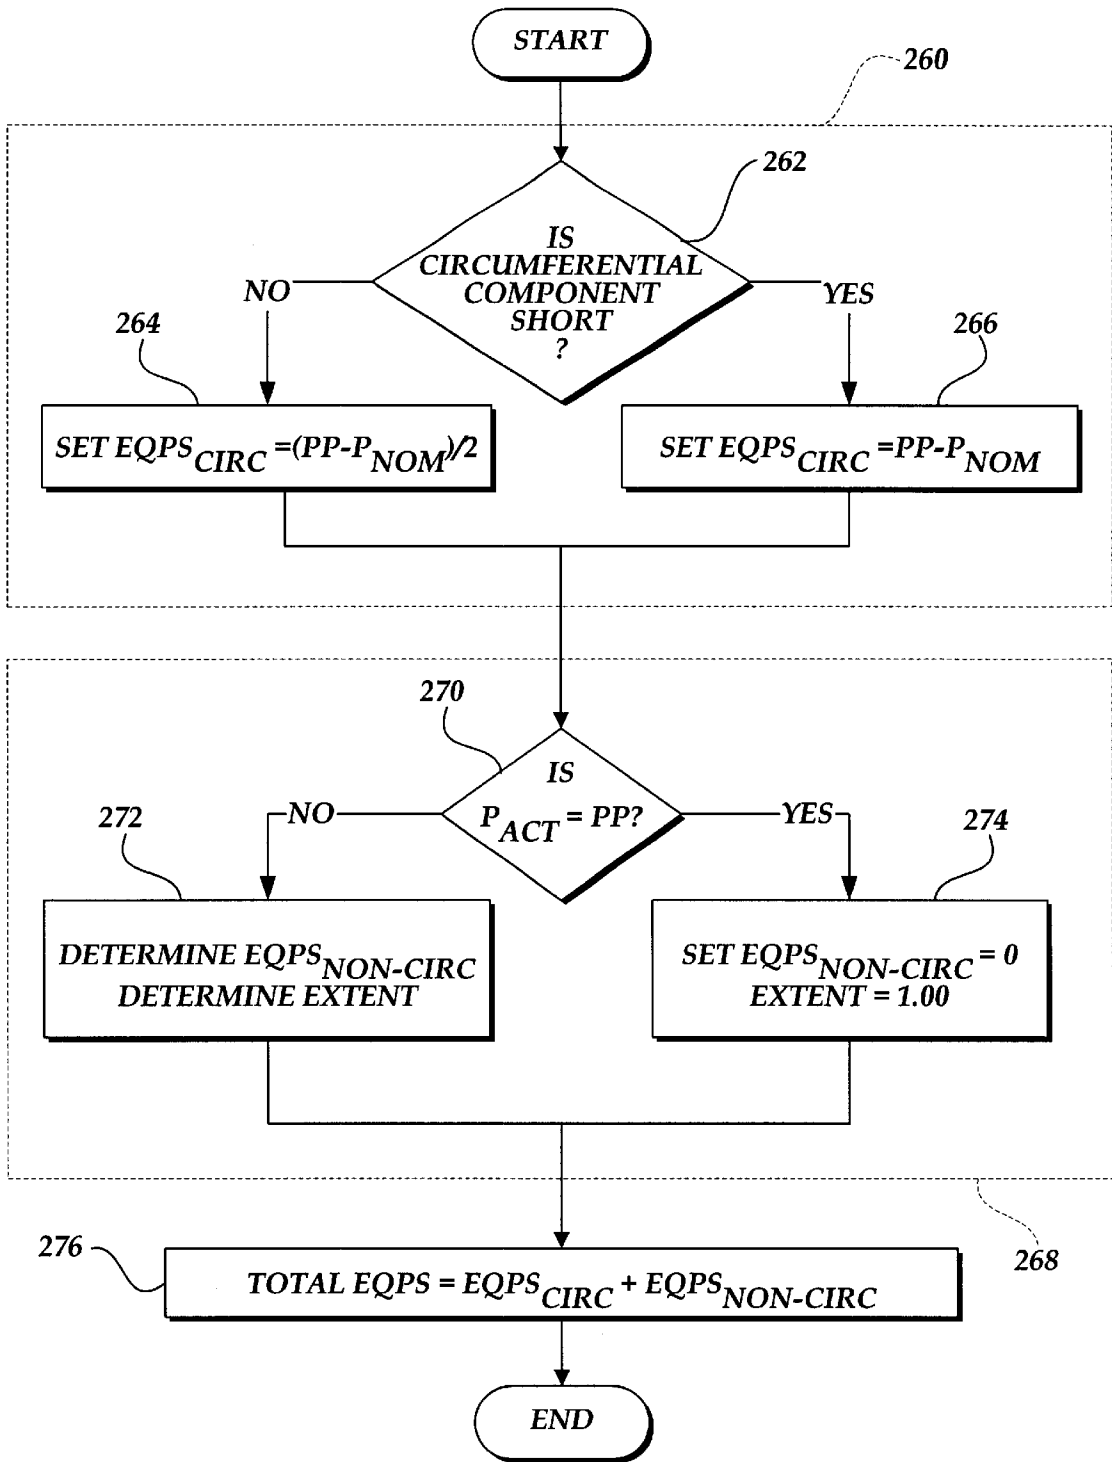 START
260
262
IS
CIRCUMFERENTIAL
COMPONENT
SHORT
?
NO
YES
264
266
SET EQPS CIRC =(PP-P NOM)/2
SET EQPS CIRC =PP-P NOM
270
IS
P ACT = PP?
NO
YES
272
274
DETERMINE EQPS NON-CIRC
DETERMINE EXTENT
SET EQPS NON-CIRC = 0
EXTENT = 1.00
268
276
TOTAL EQPS = EQPS CIRC + EQPS NON-CIRC
END